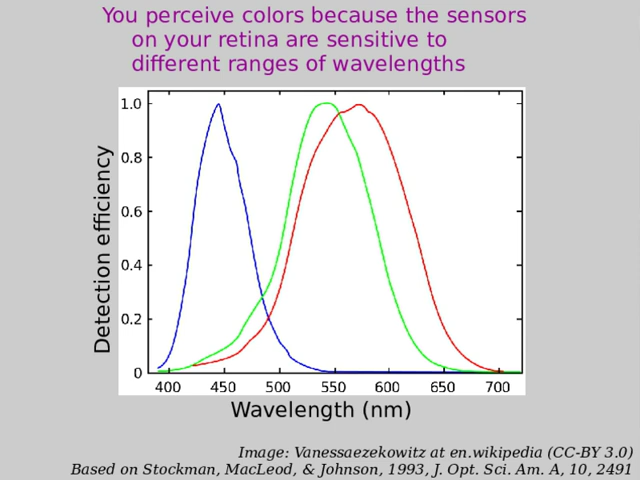 You perceive colors because the sensors
on your retina are sensitive to
different ranges of wavelengths
1.0
0.8
0.6
0.4
0.2
0
Detection efficiency
400 450 500 550 600 650 700
Wavelength (nm)
Image: Vanessaezekowitz at en.wikipedia (CC-BY 3.0)
Based on Stockman, MacLeod, & Johnson, 1993, J. Opt. Sci. Am. A, 10, 2491